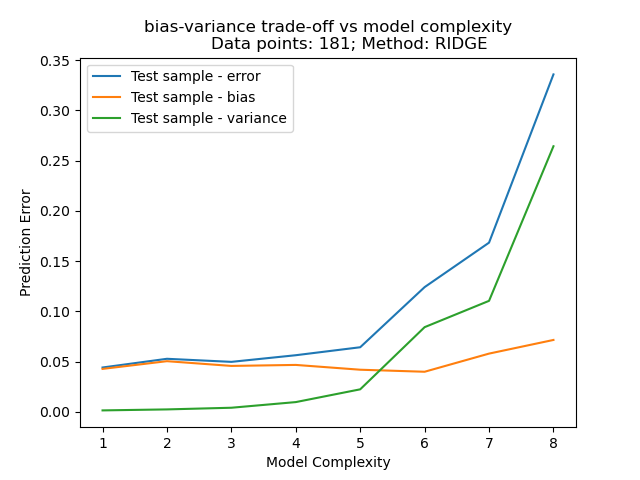 bias-variance trade-off vs model complexity
Data points: 181; Method: RIDGE
Test sample - error
Test sample - bias
Test sample - variance
Prediction Error
0.35
0.30
0.25
0.20
0.15
0.10
0.05
0.00
1 2 3 4 5 6 7 8
Model Complexity